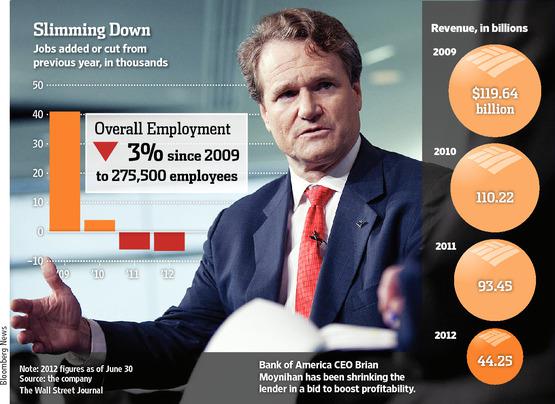 Slimming Down
Jobs added or cut from
previous year, in thousands
50
40
30
20
10
0
-10
'09
'10
'11
'12
Overall Employment
3% since 2009
to 275,500 employees
Revenue, in billions
2009
$119.64
billion
2010
110.22
2011
93.45
2012
44.25
Note: 2012 figures as of June 30
Source: the company
The Wall Street Journal
Bank of America CEO Brian
Moynihan has been shrinking the
lender in a bid to boost profitability.
Bloomberg News